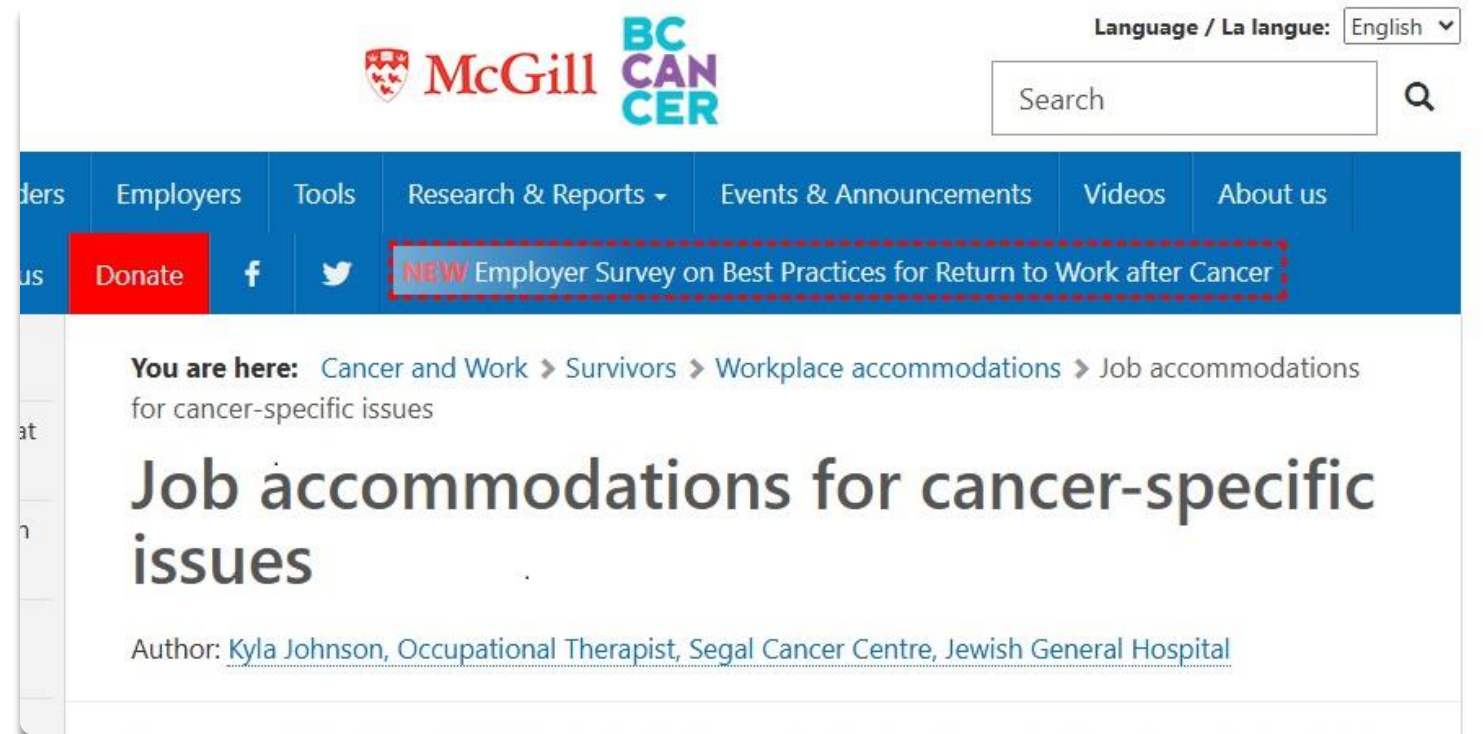 Language / La langue: English
McGill
BC
CAN
CER
Search
Employers Tools Research & Reports Events & Announcements Videos About us
Donate f NEW Employer Survey on Best Practices for Return to Work after Cancer
You are here: Cancer and Work > Survivors > Workplace accommodations > Job accommodations
for cancer-specific issues
Job accommodations for cancer-specific
issues
Author: Kyla Johnson, Occupational Therapist, Segal Cancer Centre, Jewish General Hospital